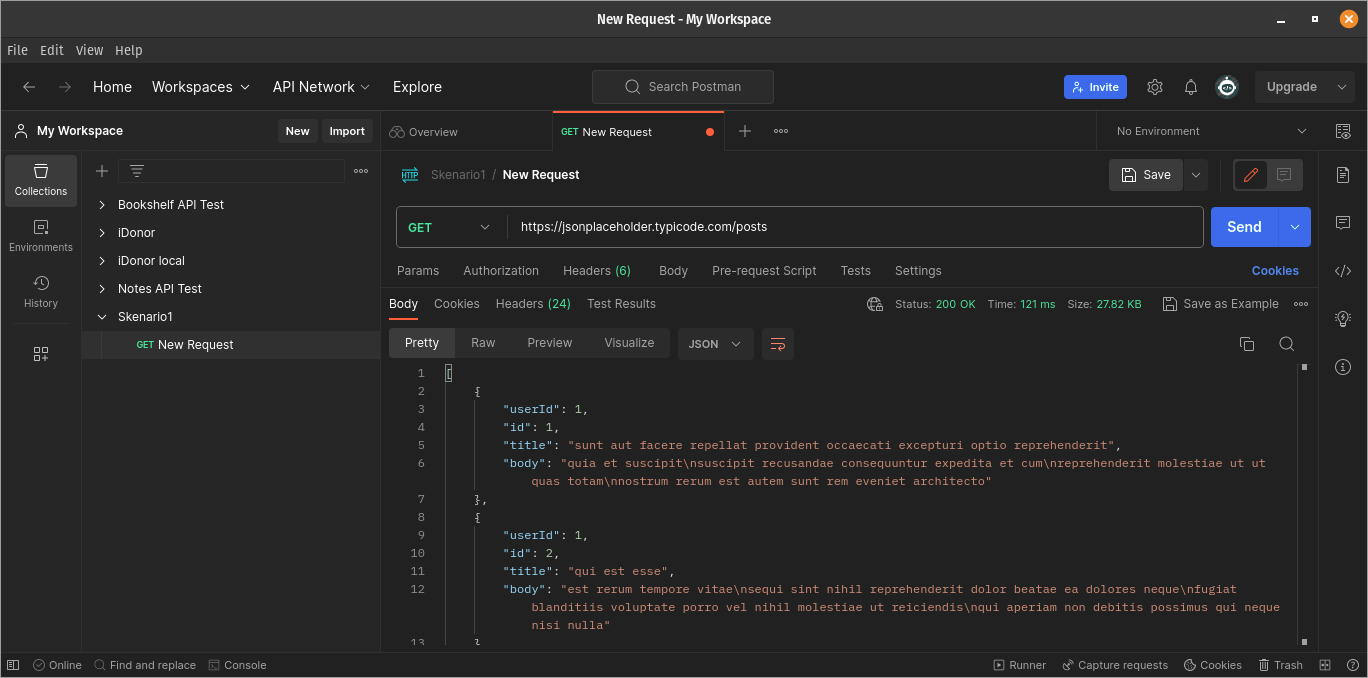 New Request - My Workspace
File Edit View Help
Home Workspaces API Network Explore Search Postman Invite Upgrade
My Workspace New Import Overview GET New Request No Environment
Collections
Environments
History
Bookshelf API Test
iDonor
iDonor local
Notes API Test
Skenario1
GET New Request
HTTP Skenario1 / New Request Save
GET https://jsonplaceholder.typicode.com/posts Send
Params Authorization Headers (6) Body Pre-request Script Tests Settings Cookies
Body Cookies Headers (24) Test Results Status: 200 OK Time: 121 ms Size: 27.82 KB Save as Example
Pretty Raw Preview Visualize JSON
1 [
2 {
3 "userId": 1,
4 "id": 1,
5 "title": "sunt aut facere repellat provident occaecati excepturi optio reprehenderit",
6 "body": "quia et suscipit\nsuscipit recusandae consequuntur expedita et cum\nreprehenderit molestiae ut ut
quas totam\nnostrum rerum est autem sunt rem eveniet architecto"
7 },
8 {
9 "userId": 1,
10 "id": 2,
11 "title": "qui est esse",
12 "body": "est rerum tempore vitae\nsequi sint nihil reprehenderit dolor beatae ea dolores neque\nfugiat
blanditiis voluptate porro vel nihil molestiae ut reiciendis\nqui aperiam non debitis possimus qui neque
nisi nulla"
13 }
Online Find and replace Console Runner Capture requests Cookies Trash